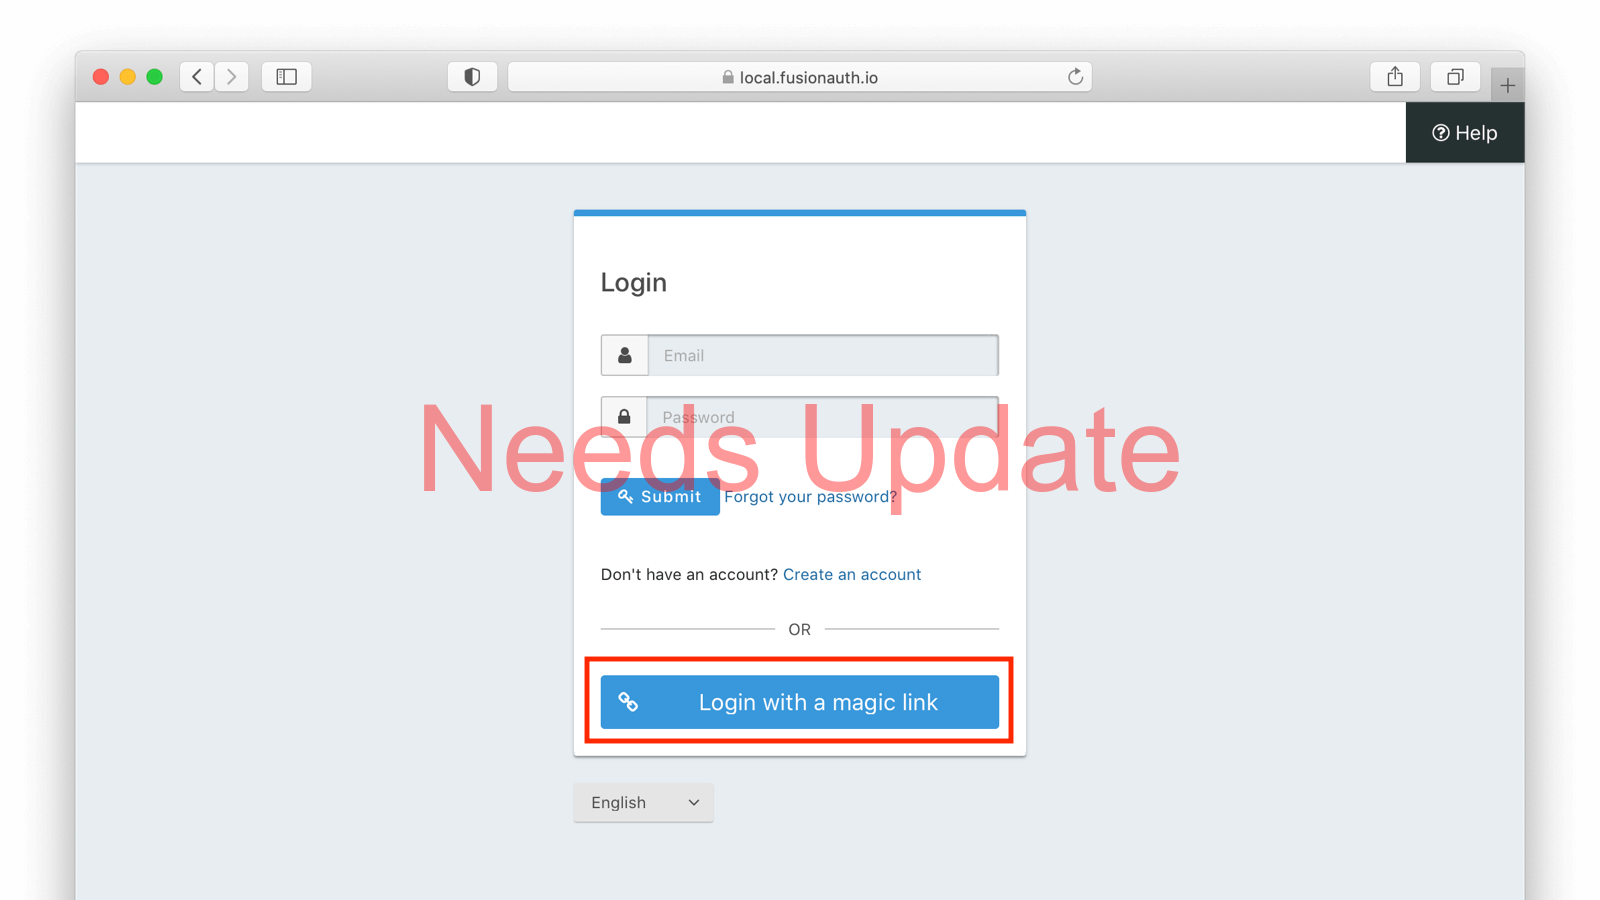 local.fusionauth.io
Help
Login
Email
Password
Needs Update
Submit Forgot your password?
Don't have an account? Create an account
OR
Login with a magic link
English